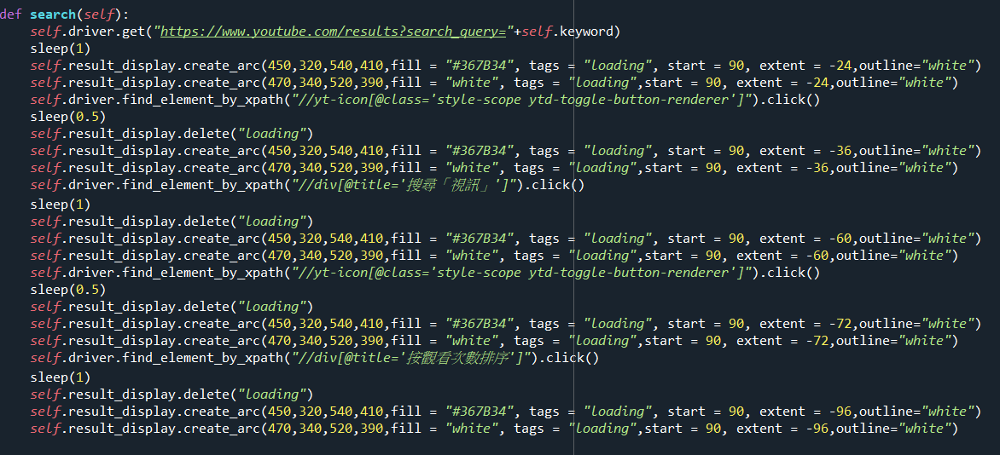 def search(self):
    self.driver.get("https://www.youtube.com/results?search_query="+self.keyword)
    sleep(1)
    self.result_display.create_arc(450,320,540,410,fill = "#367B34", tags = "loading", start = 90, extent = -24,outline="white")
    self.result_display.create_arc(470,340,520,390,fill = "white", tags = "loading",start = 90, extent = -24,outline="white")
    self.driver.find_element_by_xpath("//yt-icon[@class='style-scope ytd-toggle-button-renderer']").click()
    sleep(0.5)
    self.result_display.delete("loading")
    self.result_display.create_arc(450,320,540,410,fill = "#367B34", tags = "loading", start = 90, extent = -36,outline="white")
    self.result_display.create_arc(470,340,520,390,fill = "white", tags = "loading",start = 90, extent = -36,outline="white")
    self.driver.find_element_by_xpath("//div[@title='搜尋「視訊」']").click()
    sleep(1)
    self.result_display.delete("loading")
    self.result_display.create_arc(450,320,540,410,fill = "#367B34", tags = "loading", start = 90, extent = -60,outline="white")
    self.result_display.create_arc(470,340,520,390,fill = "white", tags = "loading",start = 90, extent = -60,outline="white")
    self.driver.find_element_by_xpath("//yt-icon[@class='style-scope ytd-toggle-button-renderer']").click()
    sleep(0.5)
    self.result_display.delete("loading")
    self.result_display.create_arc(450,320,540,410,fill = "#367B34", tags = "loading", start = 90, extent = -72,outline="white")
    self.result_display.create_arc(470,340,520,390,fill = "white", tags = "loading",start = 90, extent = -72,outline="white")
    self.driver.find_element_by_xpath("//div[@title='按觀看次數排序']").click()
    sleep(1)
    self.result_display.delete("loading")
    self.result_display.create_arc(450,320,540,410,fill = "#367B34", tags = "loading", start = 90, extent = -96,outline="white")
    self.result_display.create_arc(470,340,520,390,fill = "white", tags = "loading",start = 90, extent = -96,outline="white")